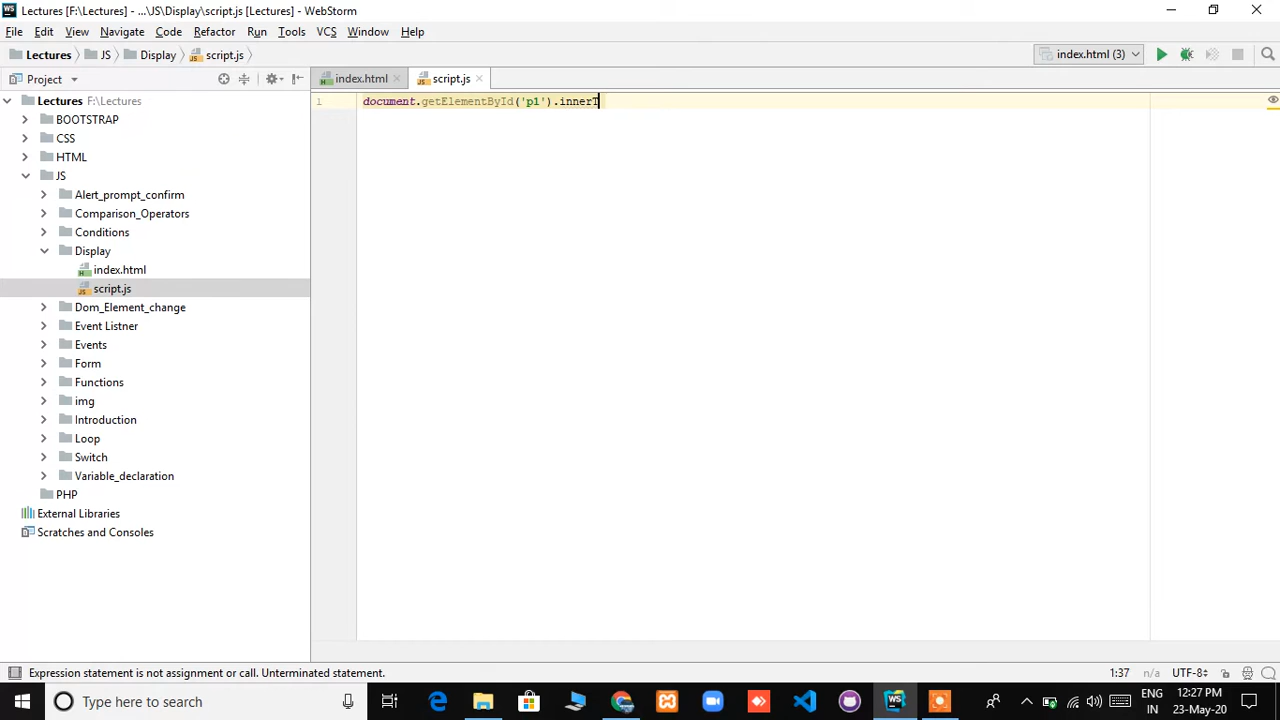 Lectures [F:\Lectures] - ...\JS\Display\script.js [Lectures] - WebStorm
File Edit View Navigate Code Refactor Run Tools VCS Window Help
Lectures JS Display script.js index.html (3)
Project index.html script.js
1 document.getElementById('p1').innerT
Lectures F:\Lectures
BOOTSTRAP
CSS
HTML
JS
Alert_prompt_confirm
Comparison_Operators
Conditions
Display
index.html
script.js
Dom_Element_change
Event Listner
Events
Form
Functions
img
Introduction
Loop
Switch
Variable_declaration
PHP
External Libraries
Scratches and Consoles
Expression statement is not assignment or call. Unterminated statement. 1:37 n/a UTF-8
Type here to search ENG 12:27 PM
IN 23-May-20